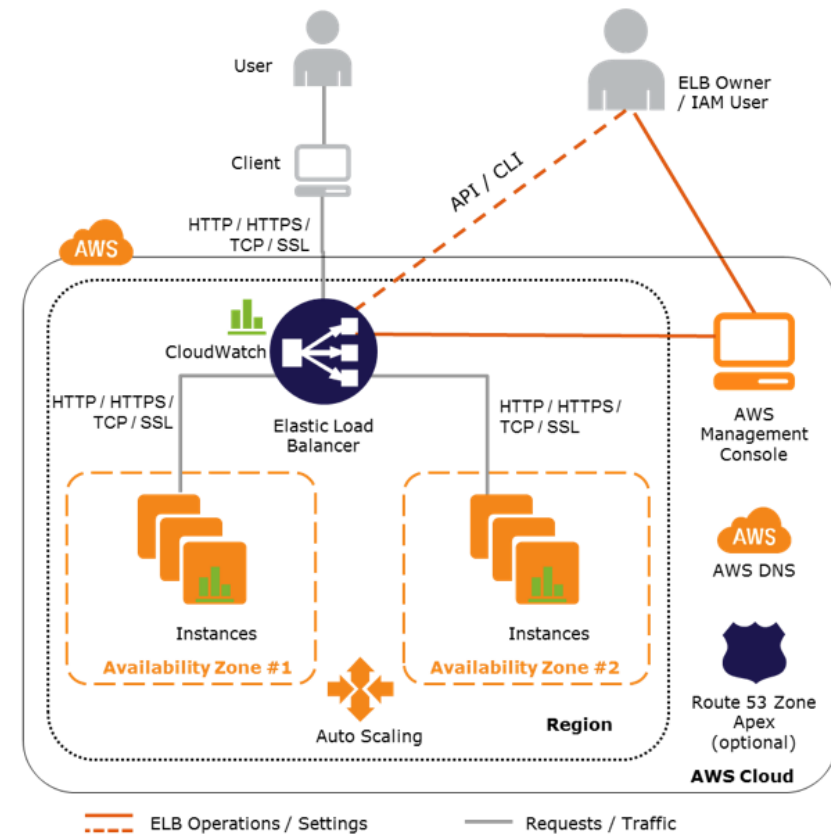 User
ELB Owner
/ IAM User
Client
API / CLI
HTTP / HTTPS /
TCP / SSL
AWS
CloudWatch
HTTP / HTTPS /
TCP / SSL
Elastic Load
Balancer
HTTP / HTTPS /
TCP / SSL
AWS
Management
Console
AWS
AWS DNS
Instances
Availability Zone #1
Instances
Availability Zone #2
Auto Scaling
Region
Route 53 Zone
Apex
(optional)
AWS Cloud
ELB Operations / Settings
Requests / Traffic